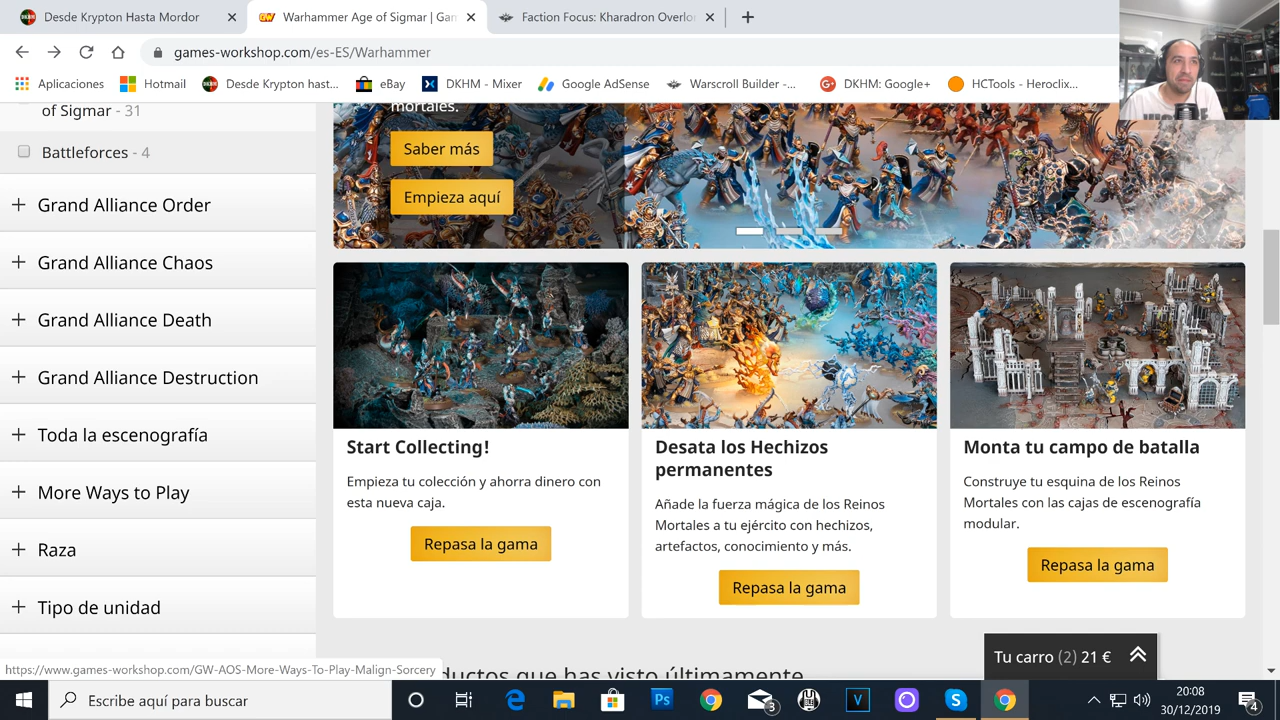 Desde Krypton Hasta Mordor
Warhammer Age of Sigmar | Gam
Faction Focus: Kharadron Overlo
games-workshop.com/es-ES/Warhammer
Aplicaciones
Hotmail
Desde Krypton hast...
eBay
DKHM - Mixer
Google AdSense
Warscroll Builder -...
DKHM: Google+
HCTools - Heroclix...
of Sigmar - 31
Battleforces - 4
Grand Alliance Order
Grand Alliance Chaos
Grand Alliance Death
Grand Alliance Destruction
Toda la escenografía
More Ways to Play
Raza
Tipo de unidad
mortales.
Saber más
Empieza aquí
Start Collecting!
Empieza tu colección y ahorra dinero con
esta nueva caja.
Repasa la gama
Desata los Hechizos
permanentes
Añade la fuerza mágica de los Reinos
Mortales a tu ejército con hechizos,
artefactos, conocimiento y más.
Repasa la gama
Monta tu campo de batalla
Construye tu esquina de los Reinos
Mortales con las cajas de escenografía
modular.
Repasa la gama
ductos que has visto últimamente
Tu carro (2) 21 €
https://www.games-workshop.com/GW-AOS-More-Ways-To-Play-Malign-Sorcery
Escribe aquí para buscar
20:08
30/12/2019